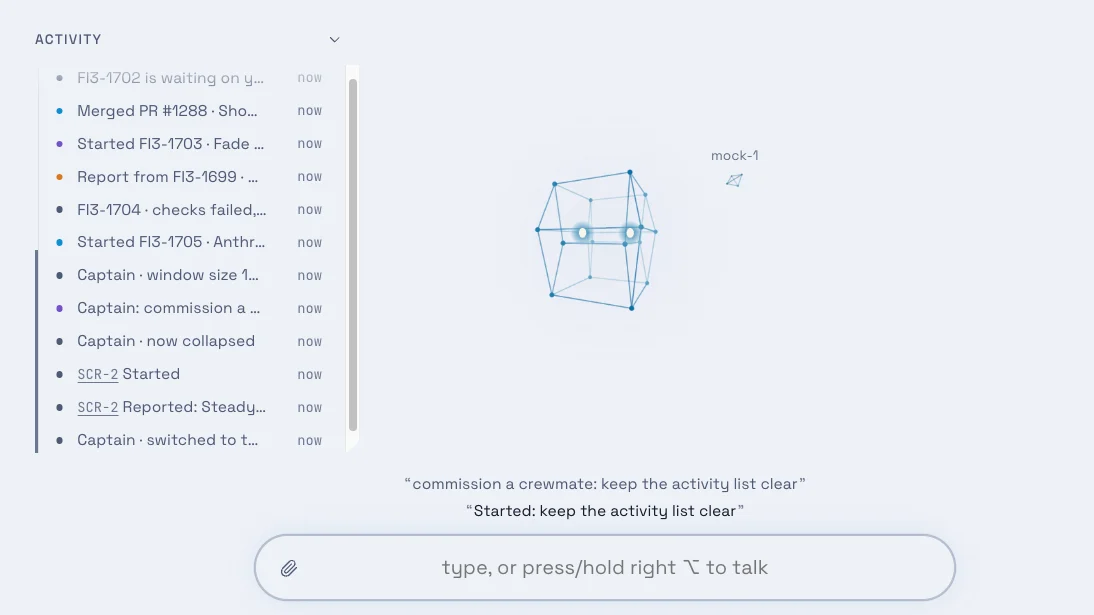 ACTIVITY
FI3-1702 is waiting on y... now
Merged PR #1288 · Sho... now
Started FI3-1703 · Fade ... now
Report from FI3-1699 · ... now
FI3-1704 · checks failed,... now
Started FI3-1705 · Anthr... now
Captain · window size 1... now
Captain: commission a ... now
Captain · now collapsed now
SCR-2 Started now
SCR-2 Reported: Steady... now
Captain · switched to t... now
mock-1
“commission a crewmate: keep the activity list clear”
“Started: keep the activity list clear”
type, or press/hold right ⌥ to talk